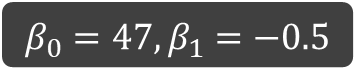 β₀ = 47, β₁ = −0.5